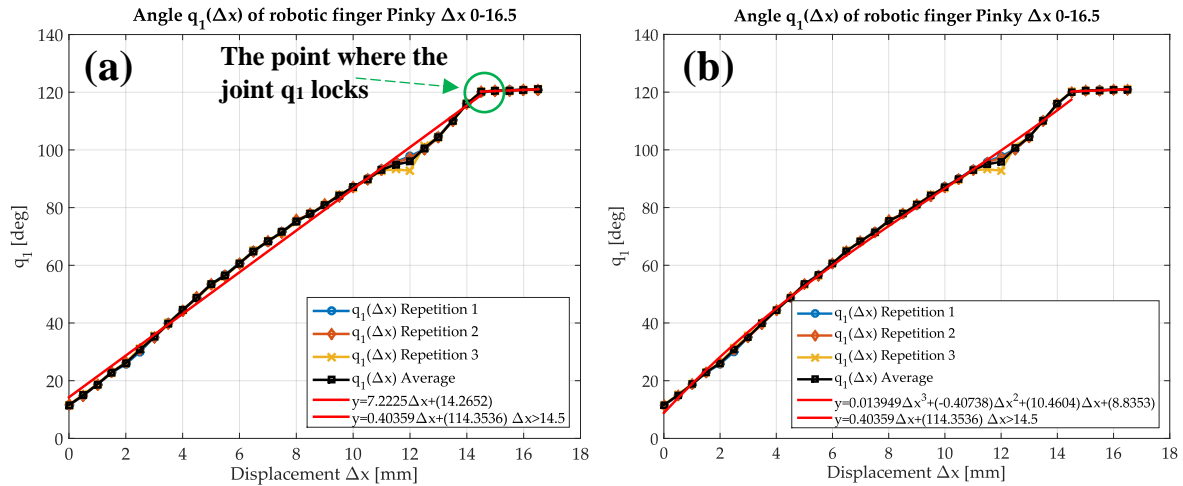 Angle q₁(Δx) of robotic finger Pinky Δx 0-16.5
(a)
The point where the
joint q₁ locks
140
120
100
80
60
40
20
0
q₁ [deg]
q₁(Δx) Repetition 1
q₁(Δx) Repetition 2
q₁(Δx) Repetition 3
q₁(Δx) Average
y=7.2225Δx+(14.2652)
y=0.40359Δx+(114.3536) Δx>14.5
0 2 4 6 8 10 12 14 16 18
Displacement Δx [mm]
Angle q₁(Δx) of robotic finger Pinky Δx 0-16.5
(b)
140
120
100
80
60
40
20
0
q₁ [deg]
q₁(Δx) Repetition 1
q₁(Δx) Repetition 2
q₁(Δx) Repetition 3
q₁(Δx) Average
y=0.013949Δx³+(-0.40738)Δx²+(10.4604)Δx+(8.8353)
y=0.40359Δx+(114.3536) Δx>14.5
0 2 4 6 8 10 12 14 16 18
Displacement Δx [mm]